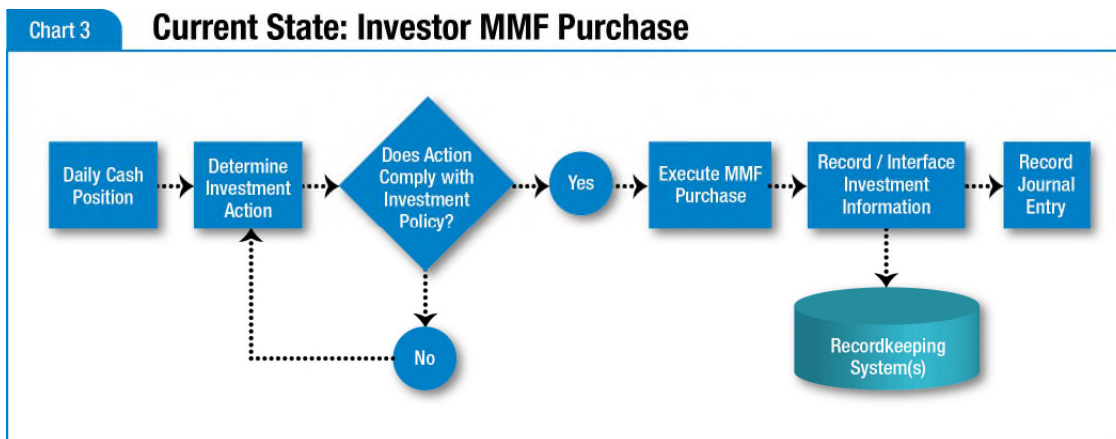 Chart 3
Current State: Investor MMF Purchase
Daily Cash
Position
Determine
Investment
Action
Does Action
Comply with
Investment
Policy?
Yes
Execute MMF
Purchase
Record / Interface
Investment
Information
Record
Journal
Entry
No
Recordkeeping
System(s)